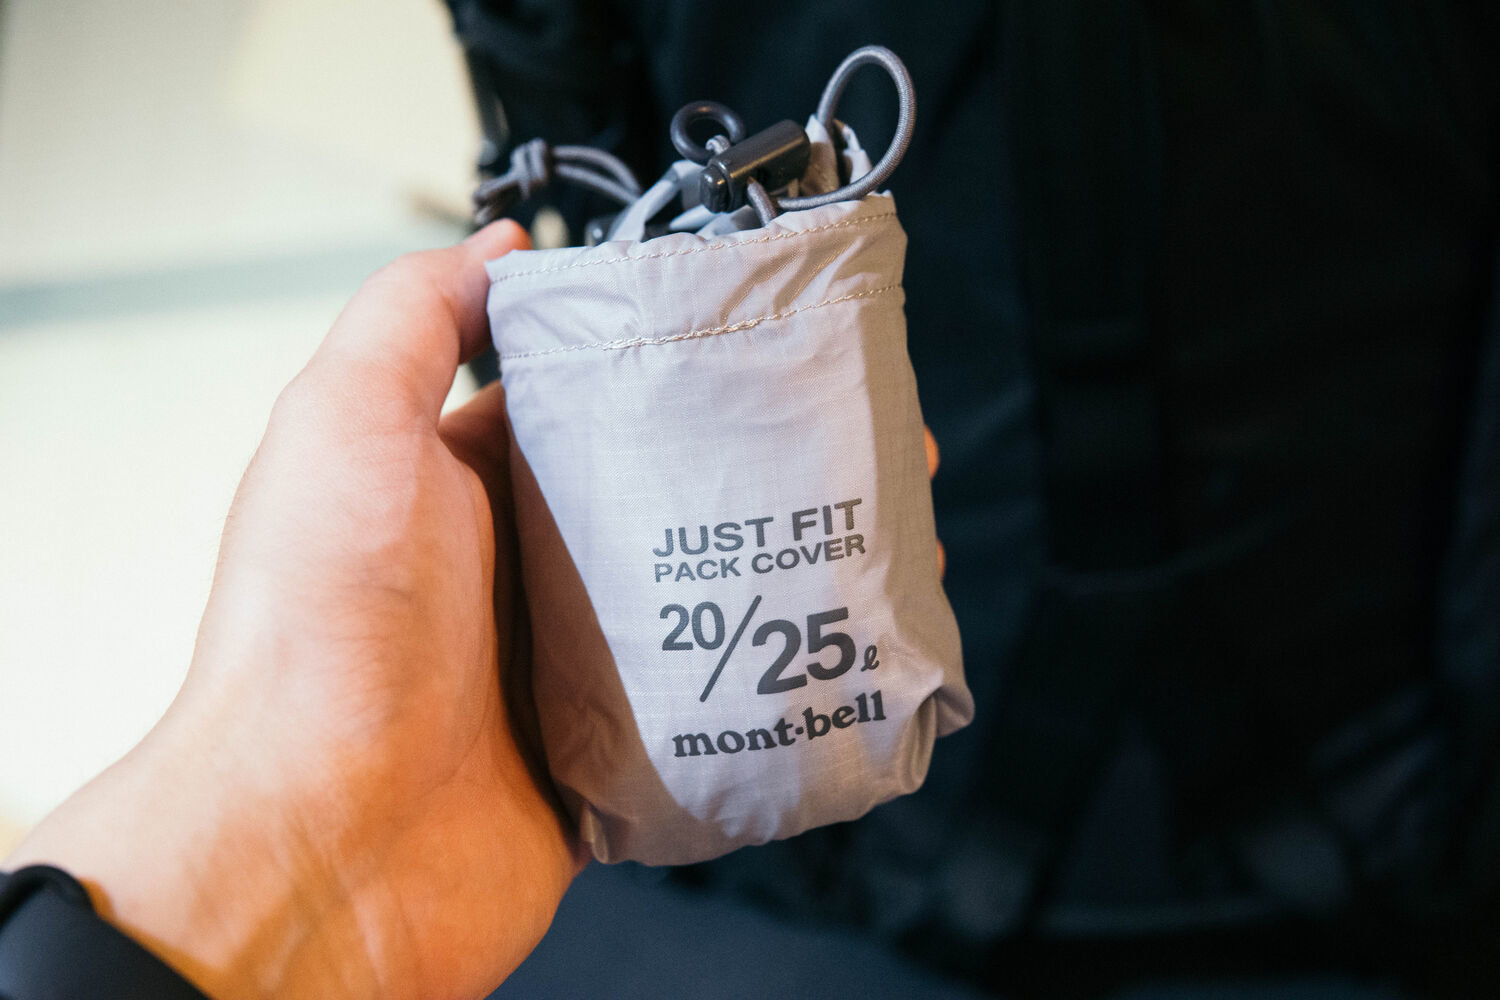 JUST FIT
PACK COVER
20/25ℓ
mont·bell